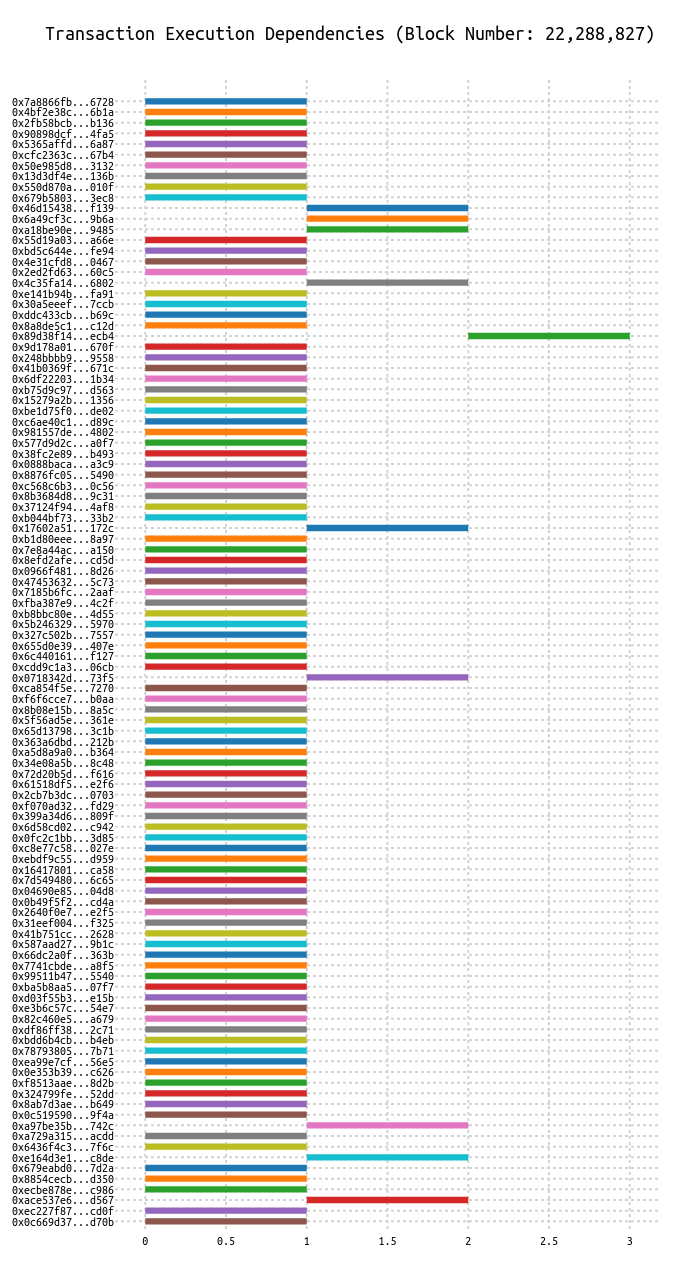 Transaction Execution Dependencies (Block Number: 22,288,827)
0x7a8866fb...6728
0x4bf2e38c...6b1a
0x2fb58bcb...b136
0x90898dcf...4fa5
0x5365affd...6a87
0xcfc2363c...67b4
0x50e985d8...3132
0x13d3df4e...136b
0x550d870a...010f
0x679b5803...3ec8
0x46d15438...f139
0x6a49cf3c...9b6a
0xa18be90e...9485
0x55d19a03...a66e
0xbd5c644e...fe94
0x4e31cfd8...0467
0x2ed2fd63...60c5
0x4c35fa14...6802
0xe141b94b...fa91
0x30a5eeef...7ccb
0xddc433cb...b69c
0x8a8de5c1...c12d
0x89d38f14...ecb4
0x9d178a01...670f
0x248bbbb9...9558
0x41b0369f...671c
0x6df22203...1b34
0xb75d9c97...d563
0x15279a2b...1356
0xbe1d75f0...de02
0xc6ae40c1...d89c
0x981557de...4802
0x577d9d2c...a0f7
0x38fc2e89...b493
0x0888baca...a3c9
0x8876fc05...5490
0xc568c6b3...0c56
0x8b3684d8...9c31
0x37124f94...4af8
0xb044bf73...33b2
0x17602a51...172c
0xb1d80eee...8a97
0x7e8a44ac...a150
0x8efd2afe...cd5d
0x0966f481...8d26
0x47453632...5c73
0x7185b6fc...2aaf
0xfba387e9...4c2f
0xb8bbc80e...4d55
0x5b246329...5970
0x327c502b...7557
0x655d0e39...407e
0x6c440161...f127
0xcdd9c1a3...06cb
0x0718342d...73f5
0xca854f5e...7270
0xf6f6cce7...b0aa
0x8b08e15b...8a5c
0x5f56ad5e...361e
0x65d13798...3c1b
0x363a6dbd...212b
0xa5d8a9a0...b364
0x34e08a5b...8c48
0x72d20b5d...f616
0x61518df5...e2f6
0x2cb7b3dc...0703
0xf070ad32...fd29
0x399a34d6...809f
0x6d58cd02...c942
0x0fc2c1bb...3d85
0xc8e77c58...027e
0xebdf9c55...d959
0x16417801...ca58
0x7d549480...6c65
0x04690e85...04d8
0x0b49f5f2...cd4a
0x2640f0e7...e2f5
0x31eef004...f325
0x41b751cc...2628
0x587aad27...9b1c
0x66dc2a0f...363b
0x7741cbde...a8f5
0x99511b47...5540
0xba5b8aa5...07f7
0xd03f55b3...e15b
0xe3b6c57c...54e7
0x82c460e5...a679
0xdf86ff38...2c71
0xbdd6b4cb...b4eb
0x78793805...7b71
0xea99e7cf...56e5
0x0e353b39...c626
0xf8513aae...8d2b
0x324799fe...52dd
0x8ab7d3ae...b649
0x0c519590...9f4a
0xa97be35b...742c
0xa729a315...acdd
0x6436f4c3...7f6c
0xe164d3e1...c8de
0x679eabd0...7d2a
0x8854cecb...d350
0xecbe878e...c986
0xace537e6...d567
0xec227f87...cd0f
0x0c669d37...d70b
0 0.5 1 1.5 2 2.5 3